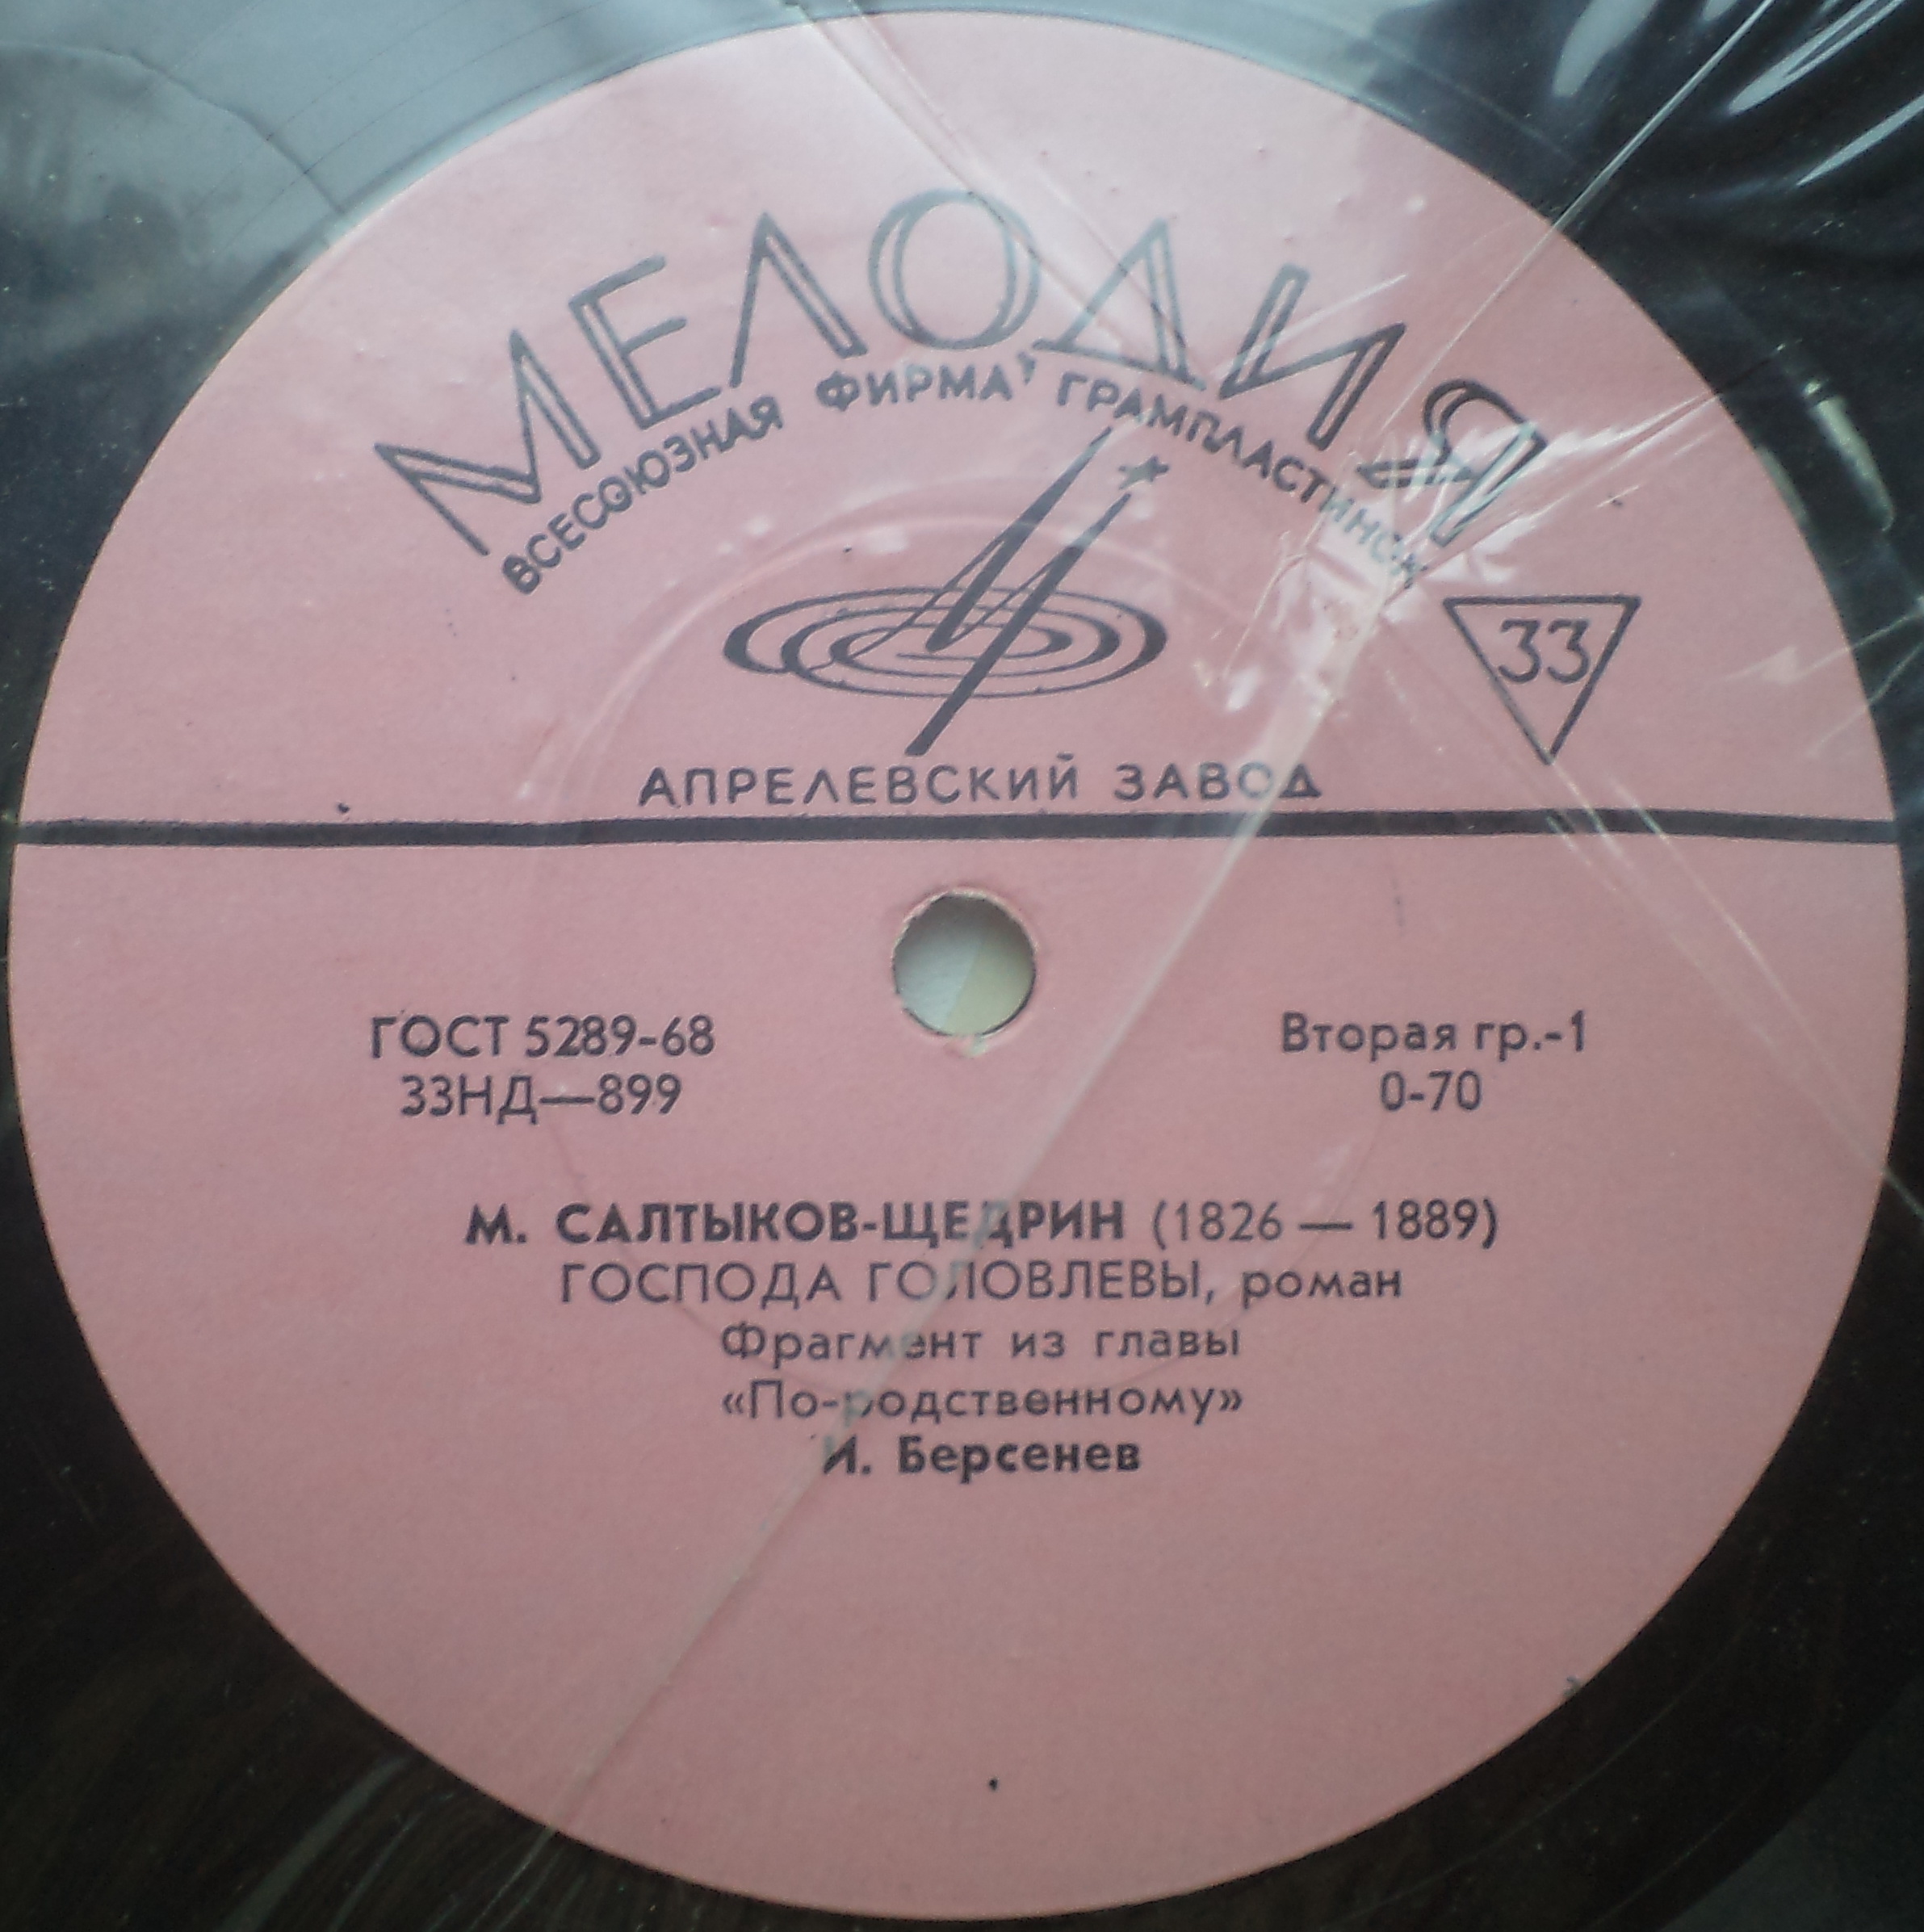 МЕЛОДИЯ
ВСЕСОЮЗНАЯ ФИРМА ГРАМПЛАСТИНОК
33
АПРЕЛЕВСКИЙ ЗАВОД
ГОСТ 5289-68
Вторая гр.-1
33НД—899
0-70
М. САЛТЫКОВ-ЩЕДРИН (1826 — 1889)
ГОСПОДА ГОЛОВЛЕВЫ, роман
Фрагмент из главы
«По-родственному»
И. Берсенев